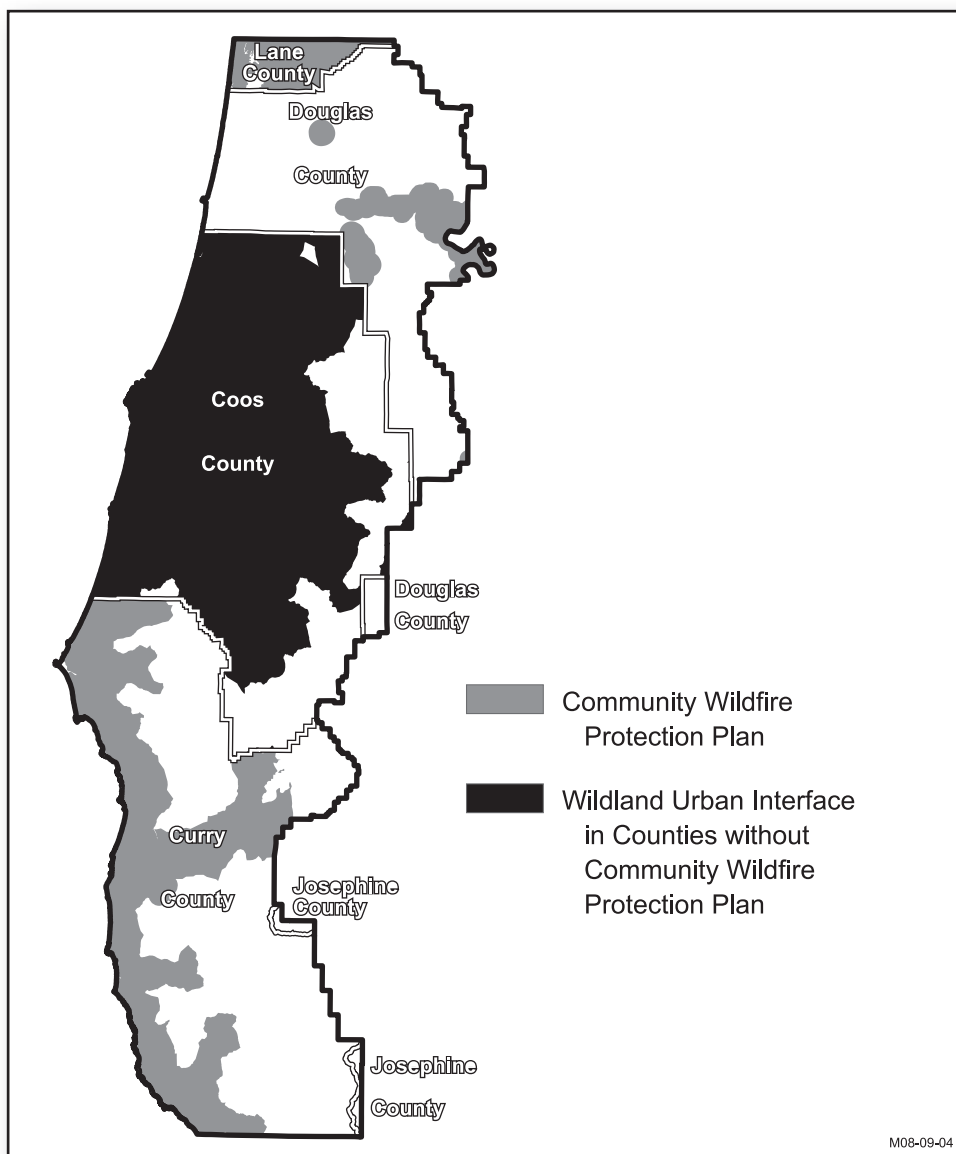 Lane
County
Douglas
County
Coos
County
Douglas
County
Community Wildfire
Protection Plan
Wildland Urban Interface
in Counties without
Community Wildfire
Protection Plan
Curry
County
Josephine
County
Josephine
County
M08-09-04